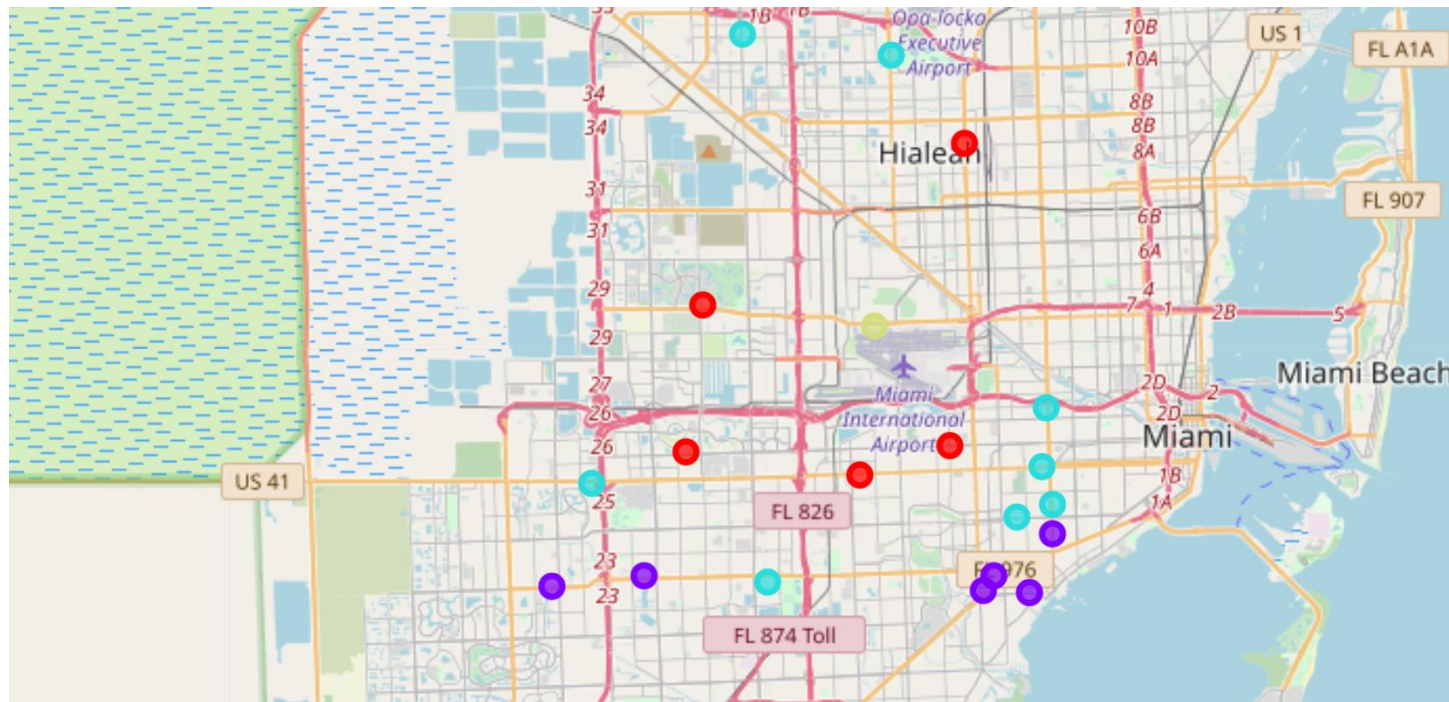 1B
Opa-locka
Executive
Airport
10B
10A
US 1
FL A1A
34
34
8B
8B
8A
Hialeah
31
31
FL 907
6B
6A
29
29
7
4
1
2B
5
27
26
26
Miami
International
Airport
2D
2D
2
Miami Beach
Miami
US 41
25
FL 826
1B
1A
23
23
FL 976
FL 874 Toll